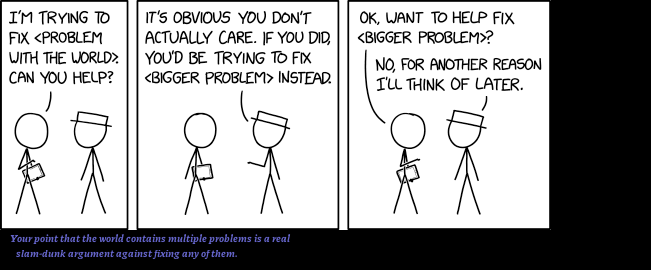 I'M TRYING TO
FIX <PROBLEM
WITH THE WORLD>.
CAN YOU HELP?
IT'S OBVIOUS YOU DON'T
ACTUALLY CARE. IF YOU DID,
YOU'D BE TRYING TO FIX
<BIGGER PROBLEM> INSTEAD.
OK, WANT TO HELP FIX
<BIGGER PROBLEM>?
NO, FOR ANOTHER REASON
I'LL THINK OF LATER.
Your point that the world contains multiple problems is a real
slam-dunk argument against fixing any of them.